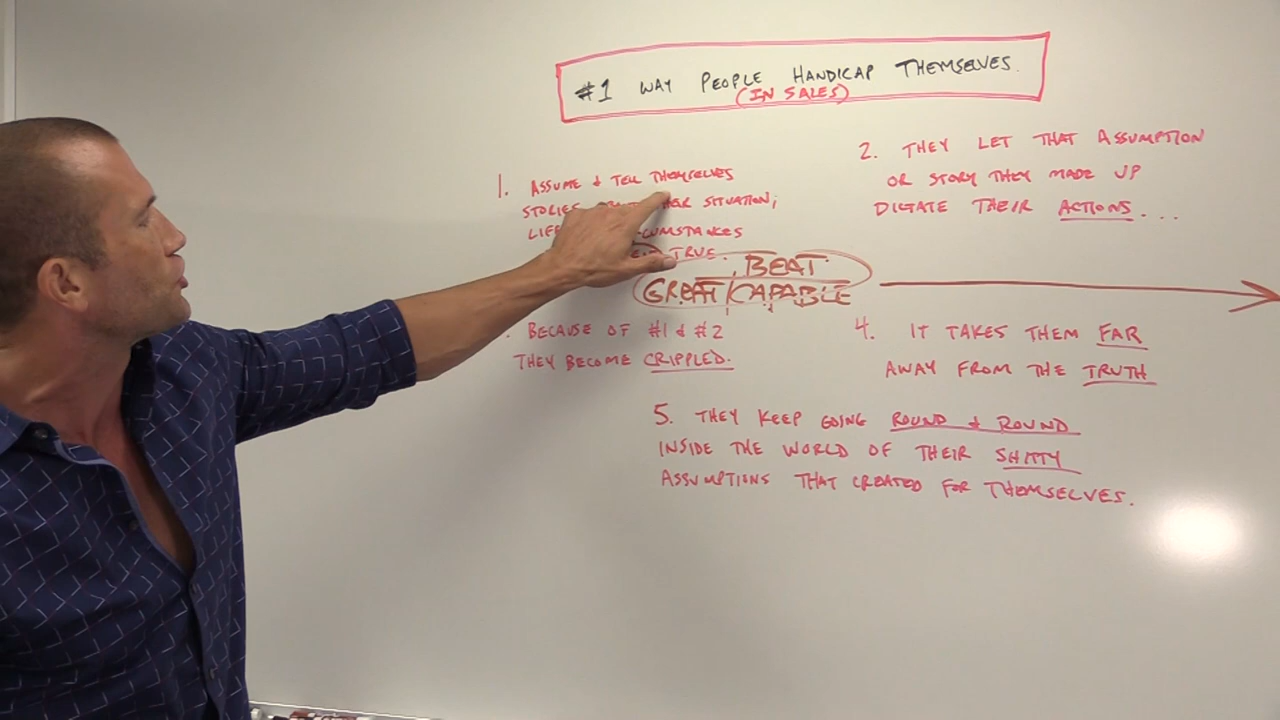 #1 WAY PEOPLE HANDICAP THEMSELVES.
(IN SALES)
1. ASSUME & TELL THEMSELVES
STORIES SITUATION,
LIFE
TRUE.
2. THEY LET THAT ASSUMPTION
OR STORY THEY MADE UP
DICTATE THEIR ACTIONS...
, BEAT
GREAT CAPABLE
BECAUSE OF #1 & #2
THEY BECOME CRIPPLED.
4. IT TAKES THEM FAR
AWAY FROM THE TRUTH
5. THEY KEEP GOING ROUND & ROUND
INSIDE THE WORLD OF THEIR SHITTY
ASSUMPTIONS THAT CREATED FOR THEMSELVES.